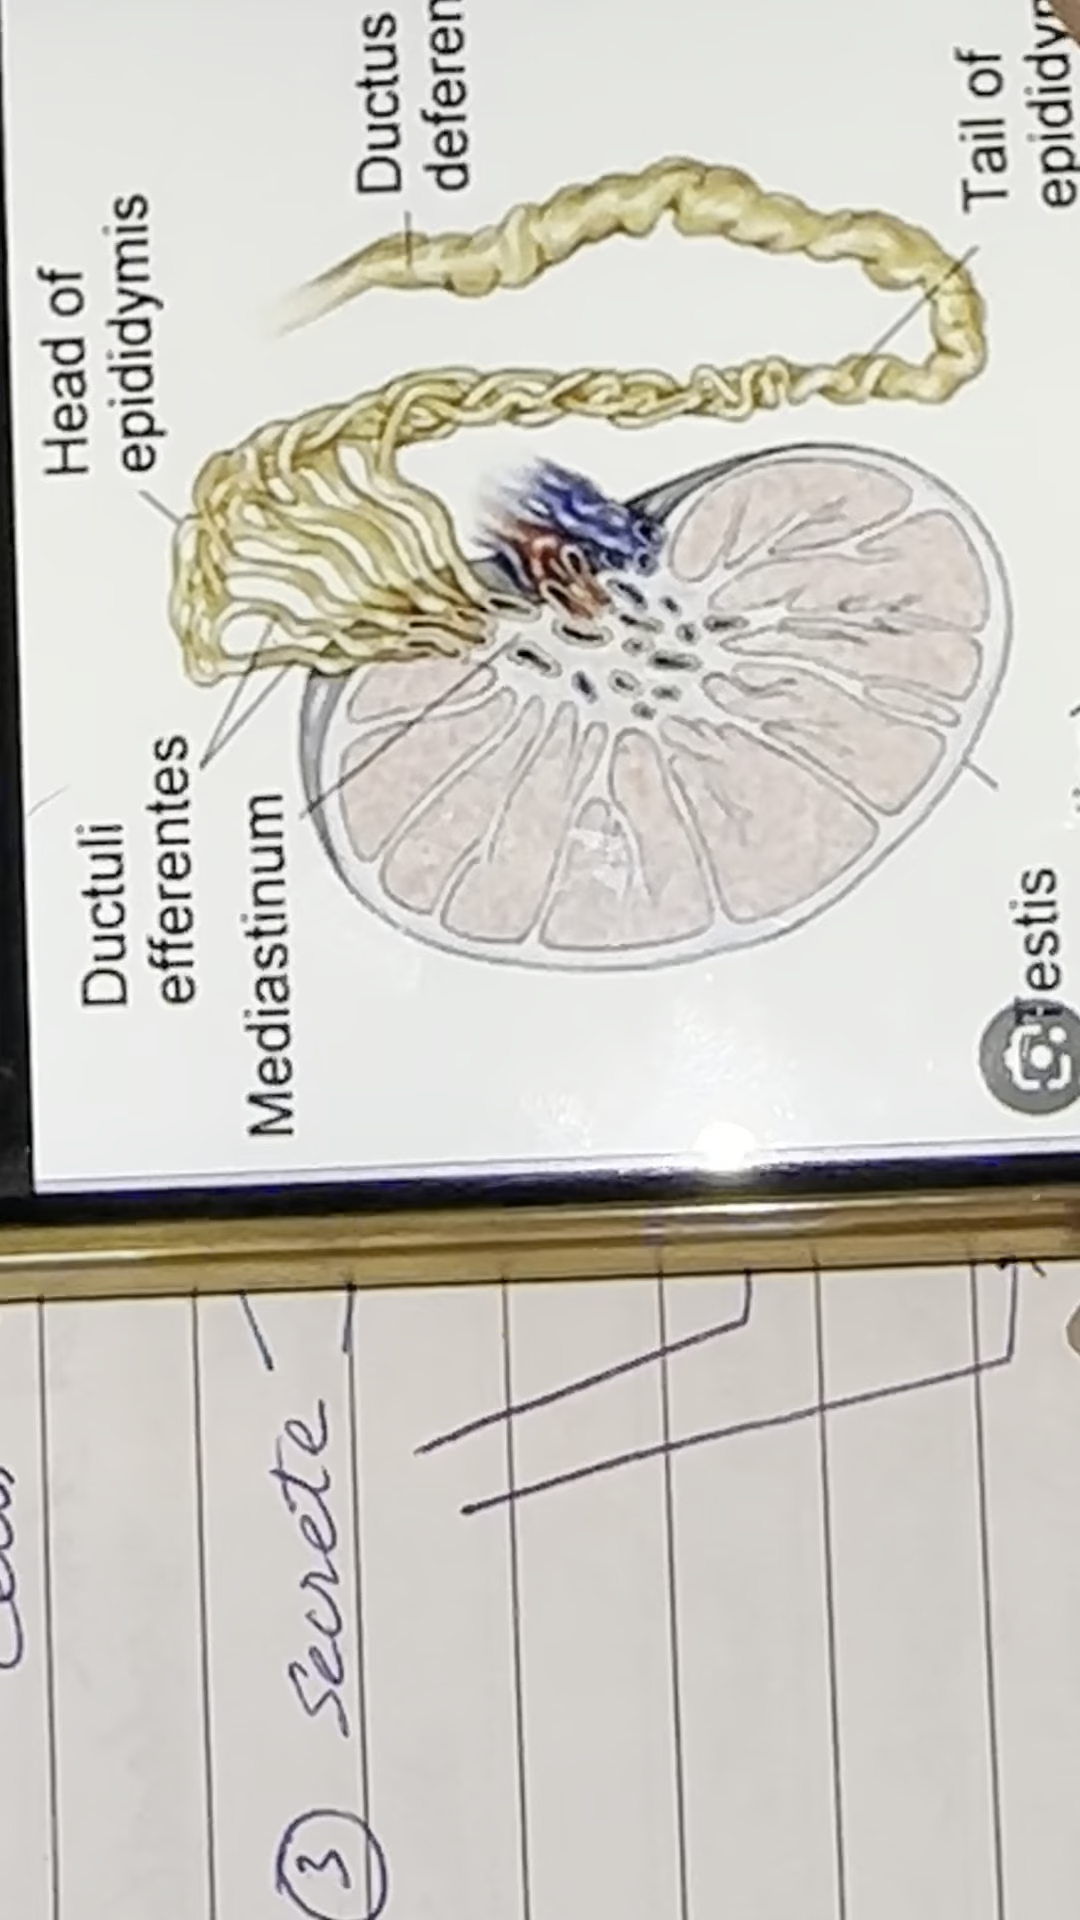 Head of
epididymis
Ductus
deferen
Tail of
epididy
Ductuli
efferentes
Mediastinum
Testis
3 Secrete